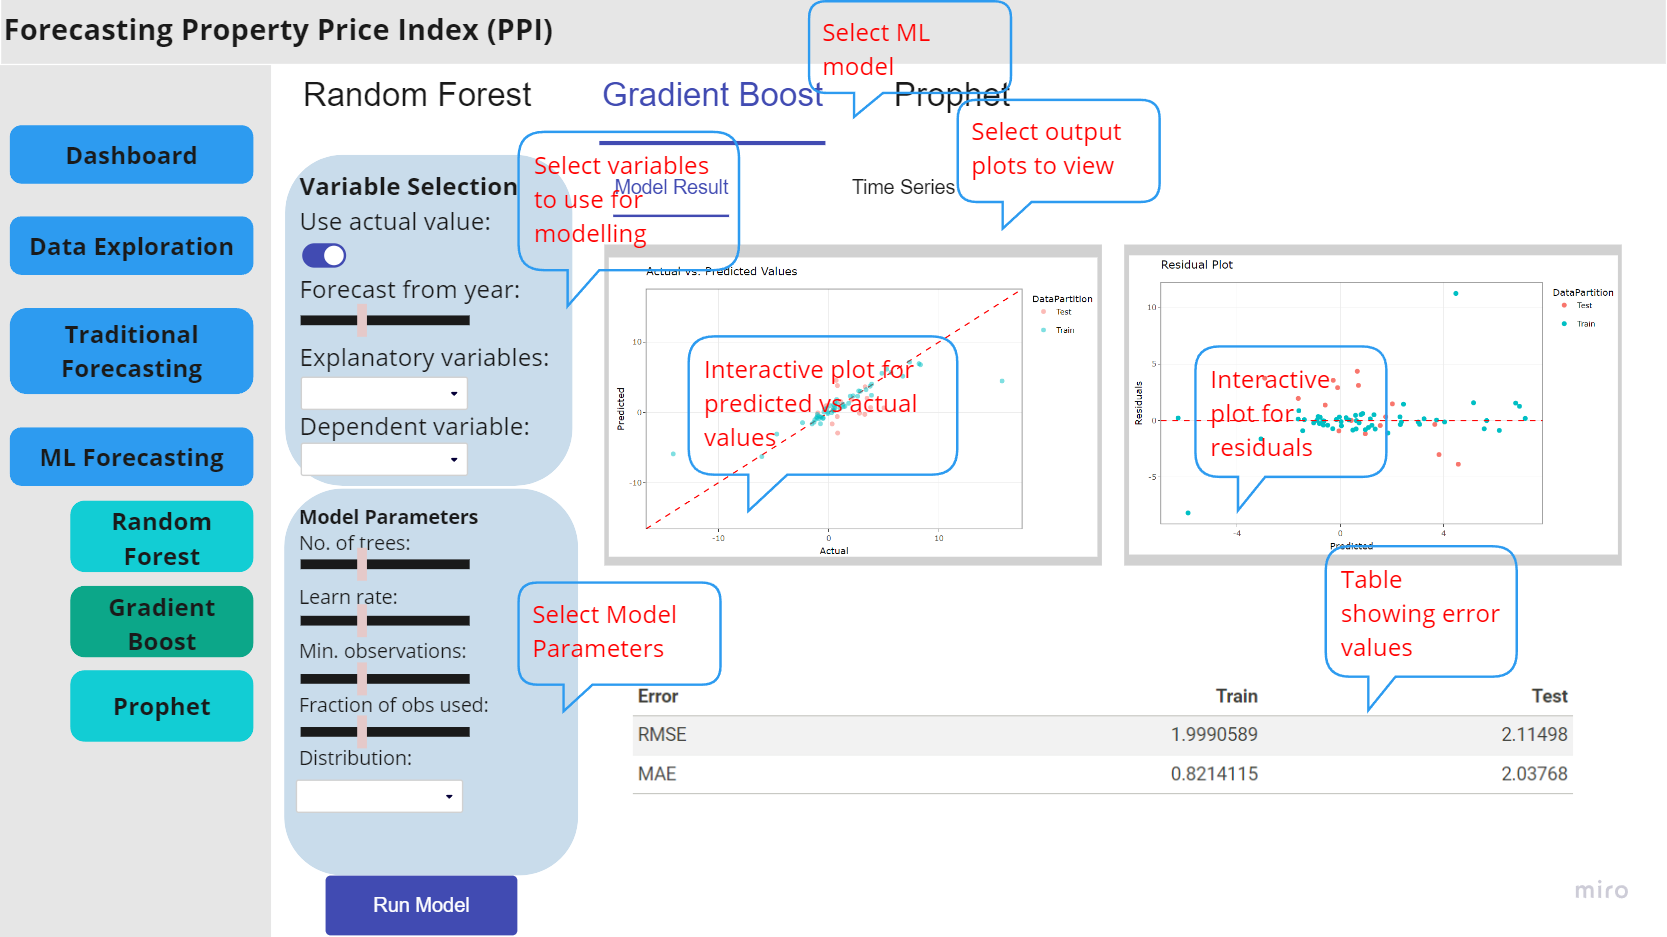 Forecasting Property Price Index (PPI)
Dashboard
Data Exploration
Traditional
Forecasting
ML Forecasting
Random
Forest
Gradient
Boost
Prophet
Random Forest
Gradient Boost
Prophet
Select ML
model
Select output
plots to view
Select variables
to use for
modelling
Model Result
Time Series
Variable Selection
Use actual value:
Forecast from year:
Explanatory variables:
Dependent variable:
Model Parameters
No. of trees:
Learn rate:
Min. observations:
Fraction of obs used:
Distribution:
Run Model
Select Model
Parameters
Actual vs. Predicted Values
DataPartition
Test
Train
10
0
-10
Predicted
-10
0
10
Actual
Interactive plot for
predicted vs actual
values
Residual Plot
DataPartition
Test
Train
10
5
0
-5
Residuals
-4
0
4
Predicted
Interactive
plot for
residuals
Table
showing error
values
Error Train Test
RMSE 1.9990589 2.11498
MAE 0.8214115 2.03768
miro